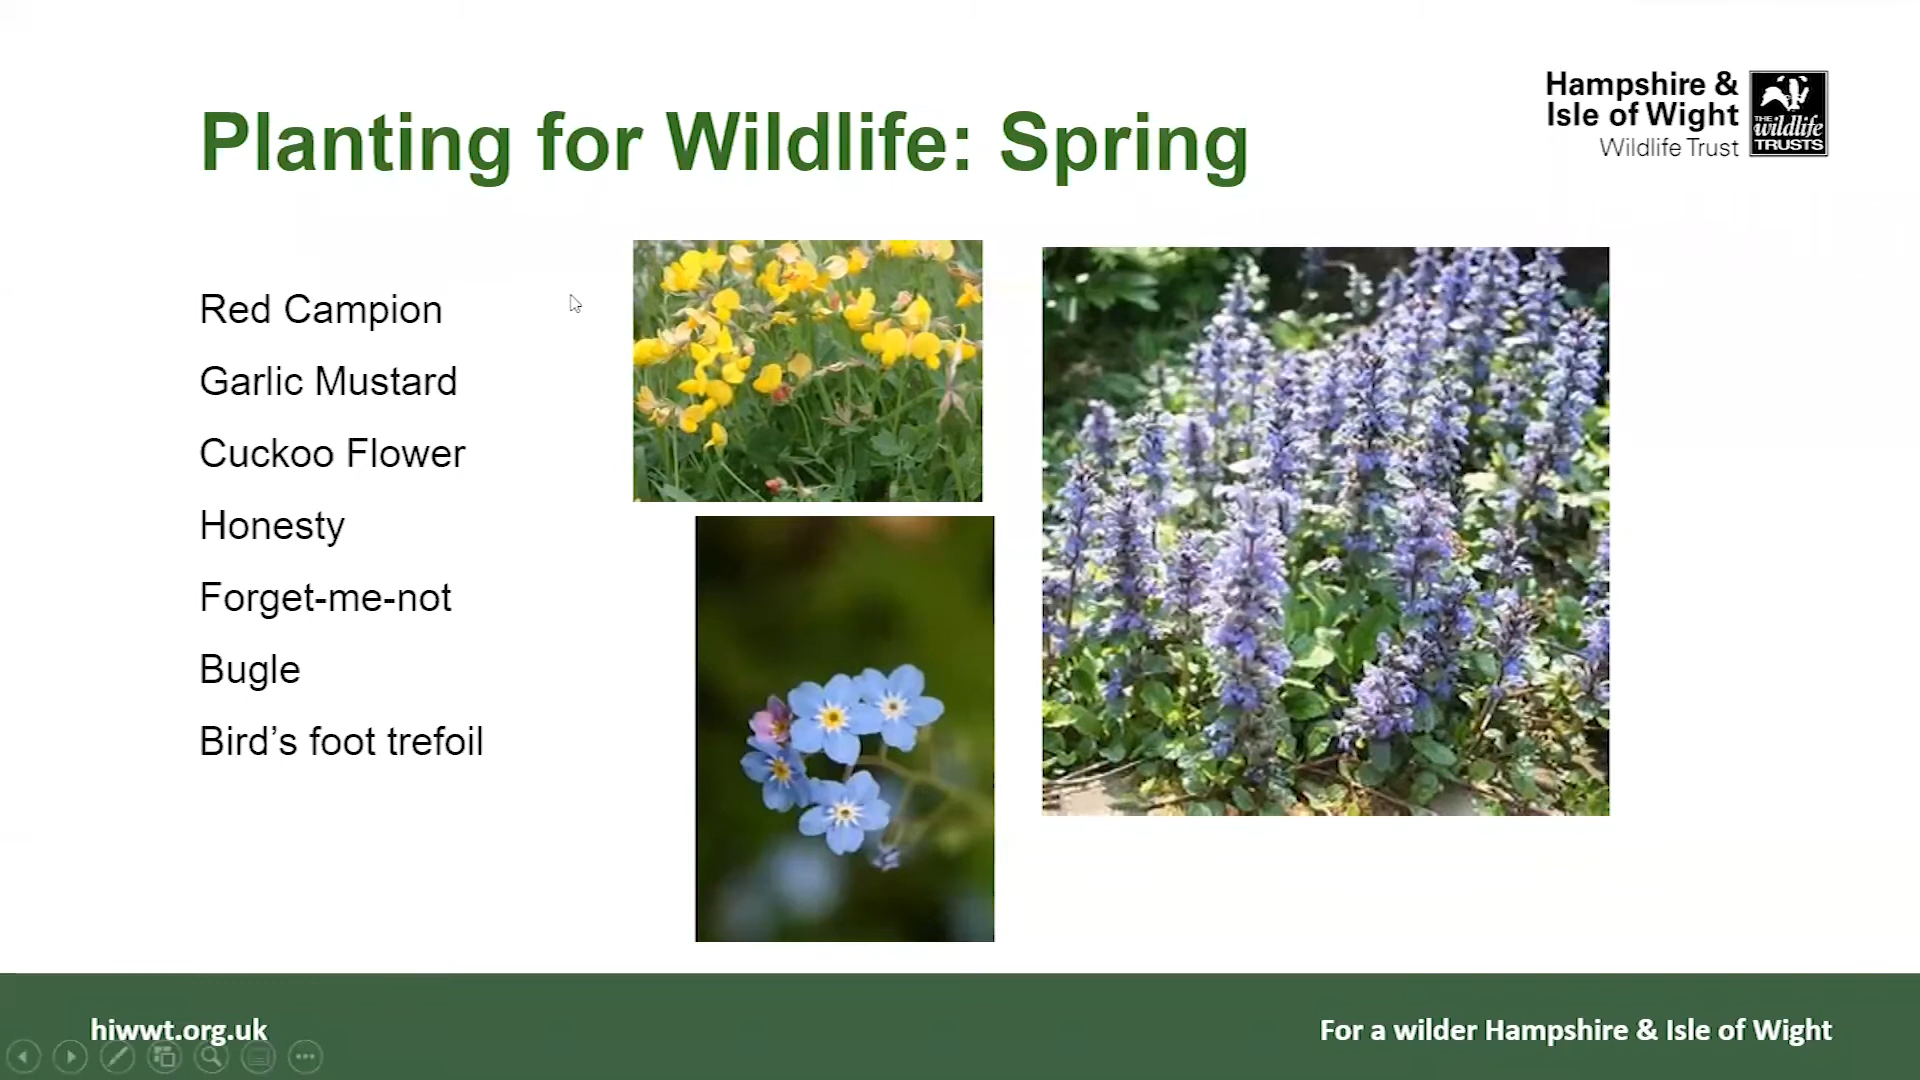 Planting for Wildlife: Spring
Hampshire &
Isle of Wight
Wildlife Trust
THE
wildlife
TRUSTS
Red Campion
Garlic Mustard
Cuckoo Flower
Honesty
Forget-me-not
Bugle
Bird’s foot trefoil
hiwwt.org.uk
For a wilder Hampshire & Isle of Wight